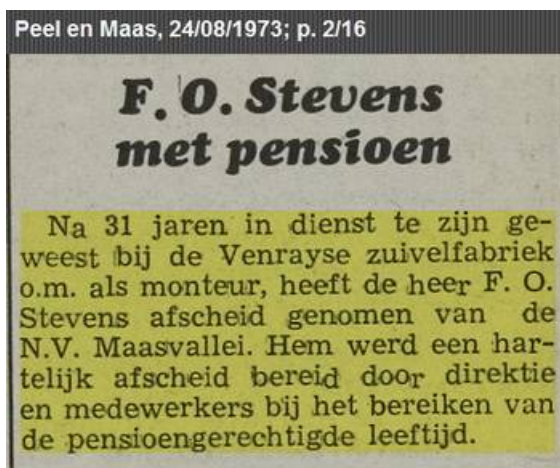 Peel en Maas, 24/08/1973; p. 2/16
F. O. Stevens
met pensioen
Na 31 jaren in dienst te zijn ge-
weest bij de Venrayse zuivelfabriek
o.m. als monteur, heeft de heer F. O.
Stevens afscheid genomen van de
N.V. Maasvallei. Hem werd een har-
telijk afscheid bereid door direktie
en medewerkers bij het bereiken van
de pensioengerechtigde leeftijd.